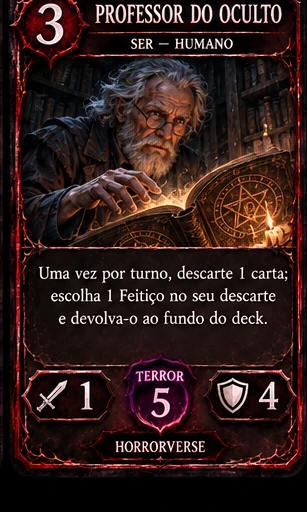 3
PROFESSOR DO OCULTO
SER — HUMANO
Uma vez por turno, descarte 1 carta;
escolha 1 Feitiço no seu descarte
e devolva-o ao fundo do deck.
1
TERROR
5
4
HORRORVERSE